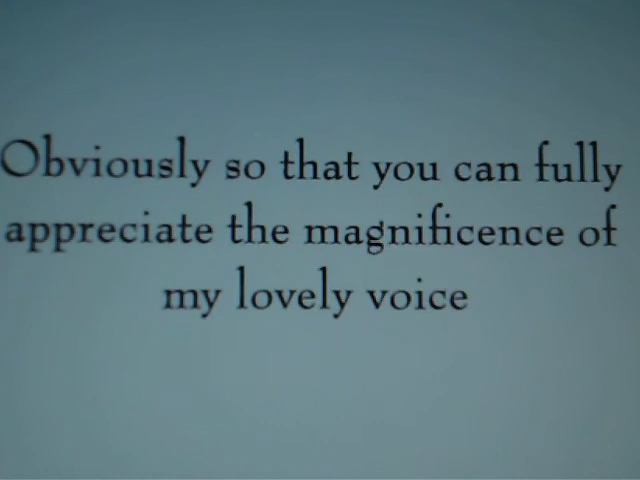 Obviously so that you can fully
appreciate the magnificence of
my lovely voice